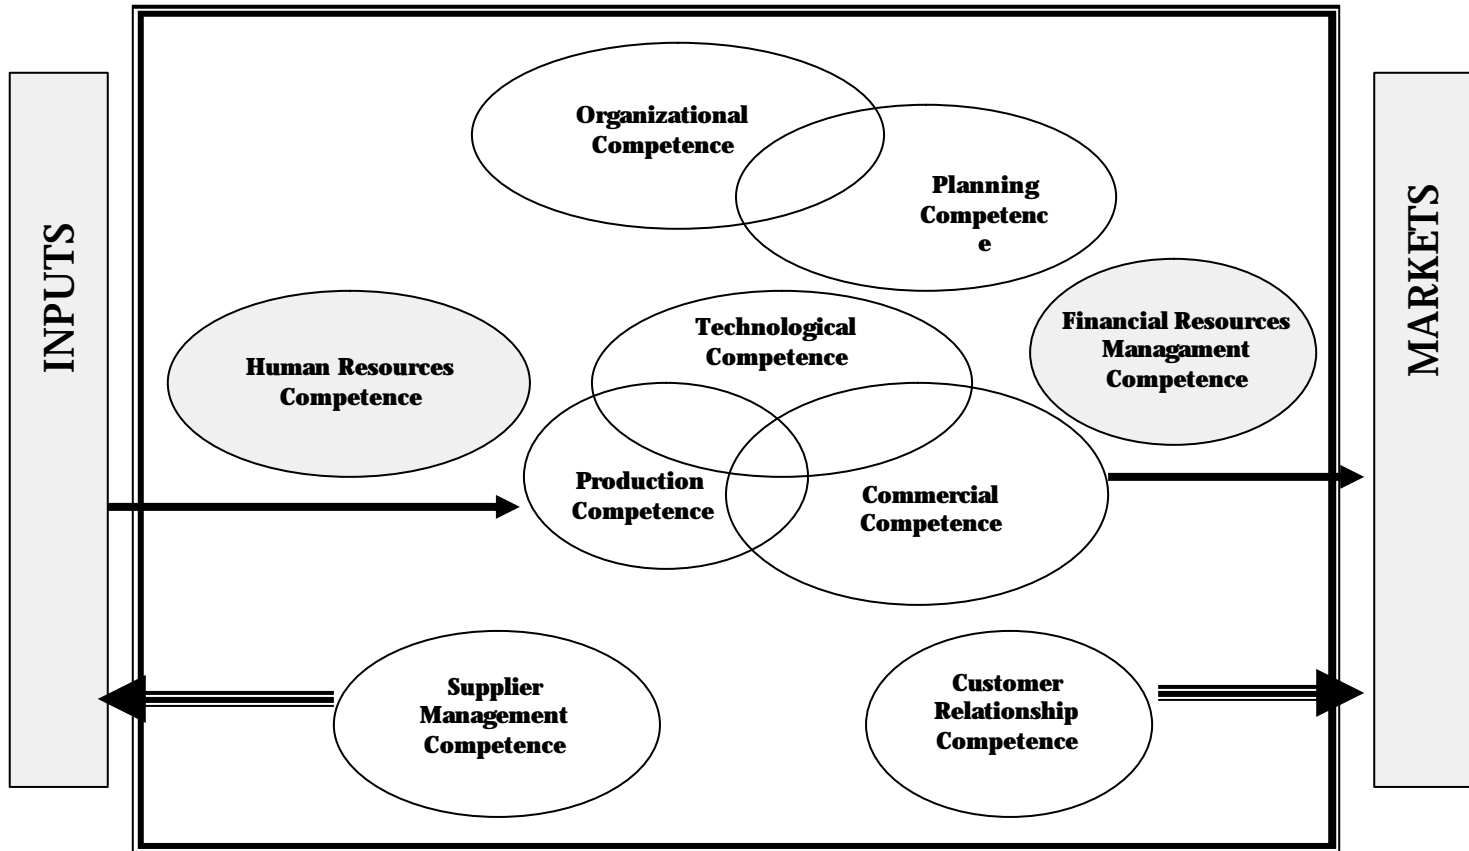 INPUTS
Organizational
Competence
Planning
Competenc
e
Human Resources
Competence
Technological
Competence
Financial Resources
Managament
Competence
Production
Competence
Commercial
Competence
Supplier
Management
Competence
Customer
Relationship
Competence
MARKETS